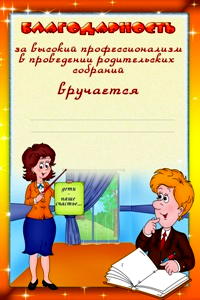 БЛАГОДАРНОСТЬ
за высокий профессионализм
в проведении родительских
собраний
вручается
дети
-
наше
счастье...